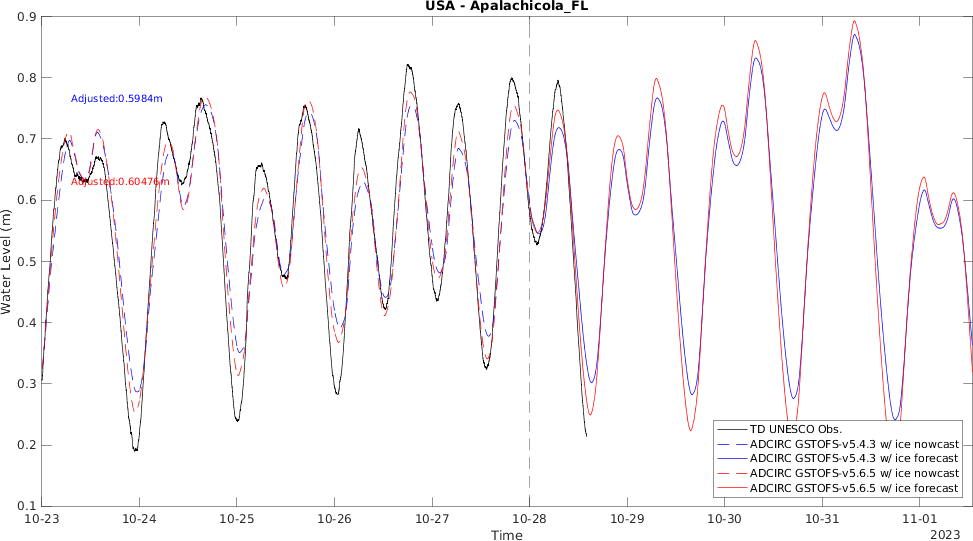 USA - Apalachicola_FL
0.9
0.8
0.7
0.6
0.5
0.4
0.3
0.2
0.1
Water Level (m)
Adjusted:0.5984m
Adjusted:0.60476m
TD UNESCO Obs.
ADCIRC GSTOFS-v5.4.3 w/ ice nowcast
ADCIRC GSTOFS-v5.4.3 w/ ice forecast
ADCIRC GSTOFS-v5.6.5 w/ ice nowcast
ADCIRC GSTOFS-v5.6.5 w/ ice forecast
10-23 10-24 10-25 10-26 10-27 10-28 10-29 10-30 10-31 11-01
Time
2023